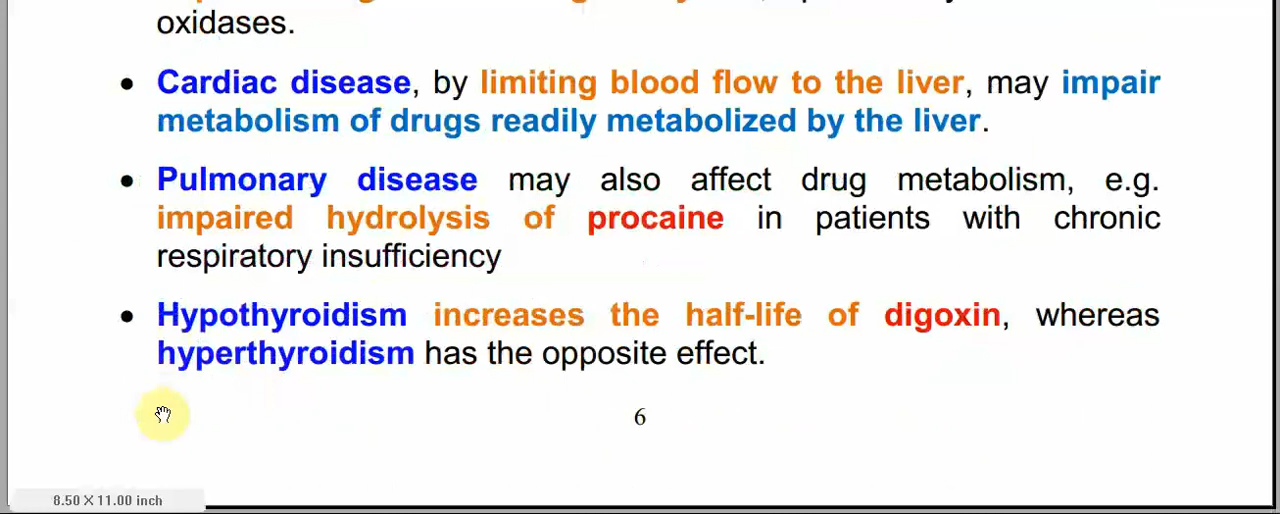 oxidases.
• Cardiac disease, by limiting blood flow to the liver, may impair
metabolism of drugs readily metabolized by the liver.
• Pulmonary disease may also affect drug metabolism, e.g.
impaired hydrolysis of procaine in patients with chronic
respiratory insufficiency
• Hypothyroidism increases the half-life of digoxin, whereas
hyperthyroidism has the opposite effect.
6
8.50 X 11.00 inch